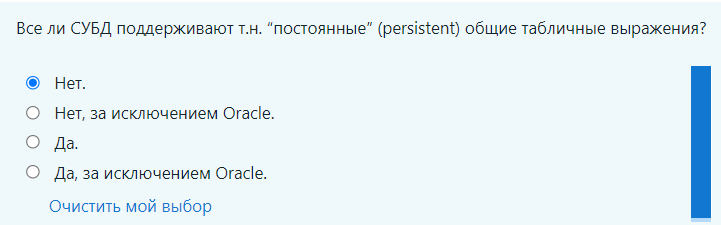 Все ли СУБД поддерживают т.н. “постоянные” (persistent) общие табличные выражения?
Нет.
Нет, за исключением Oracle.
Да.
Да, за исключением Oracle.
Очистить мой выбор